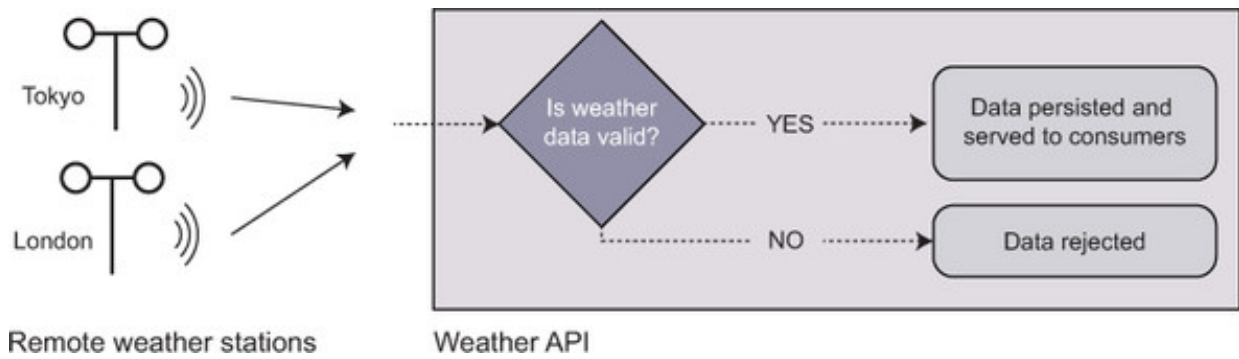 Tokyo
London
Remote weather stations
Is weather
data valid?
YES
NO
Data persisted and
served to consumers
Data rejected
Weather API